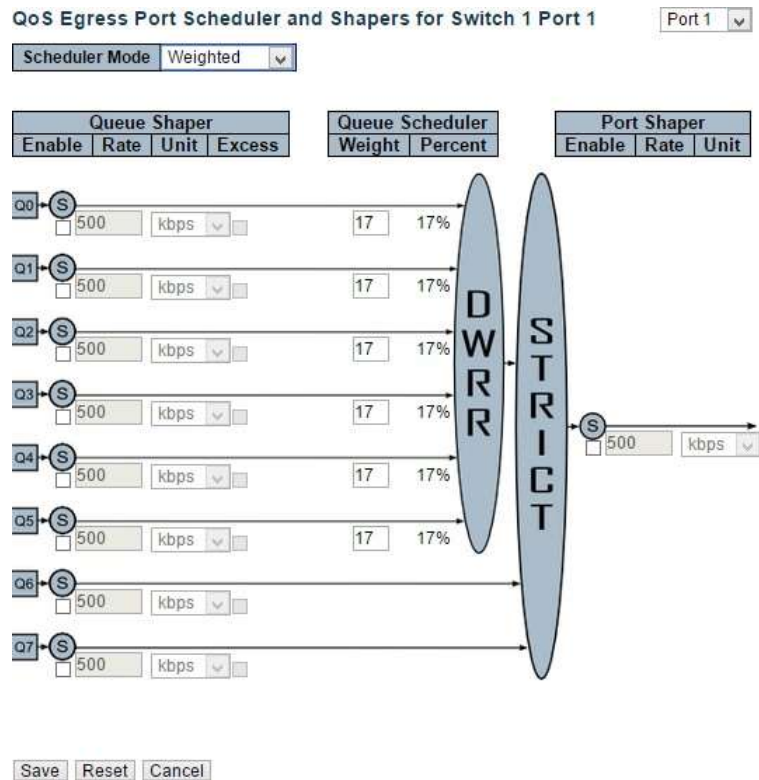 QoS Egress Port Scheduler and Shapers for Switch 1 Port 1 Port 1
Scheduler Mode Weighted
Queue Shaper Queue Scheduler Port Shaper
Enable Rate Unit Excess Weight Percent Enable Rate Unit
Q0 S
500 kbps 17 17%
Q1 S
500 kbps 17 17%
Q2 S
500 kbps 17 17%
Q3 S
500 kbps 17 17%
Q4 S
500 kbps 17 17%
Q5 S
500 kbps 17 17%
Q6 S
500 kbps
Q7 S
500 kbps
DWRR
STRICT
S
500 kbps
Save Reset Cancel